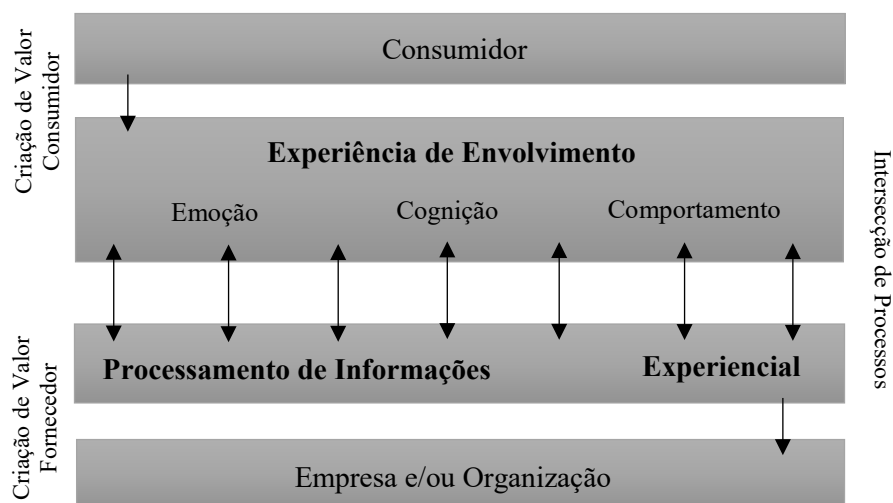 Criação de Valor
Consumidor
Consumidor
Experiência de Envolvimento
Emoção
Cognição
Comportamento
Intersecção de Processos
Criação de Valor
Fornecedor
Processamento de Informações
Experiencial
Empresa e/ou Organização